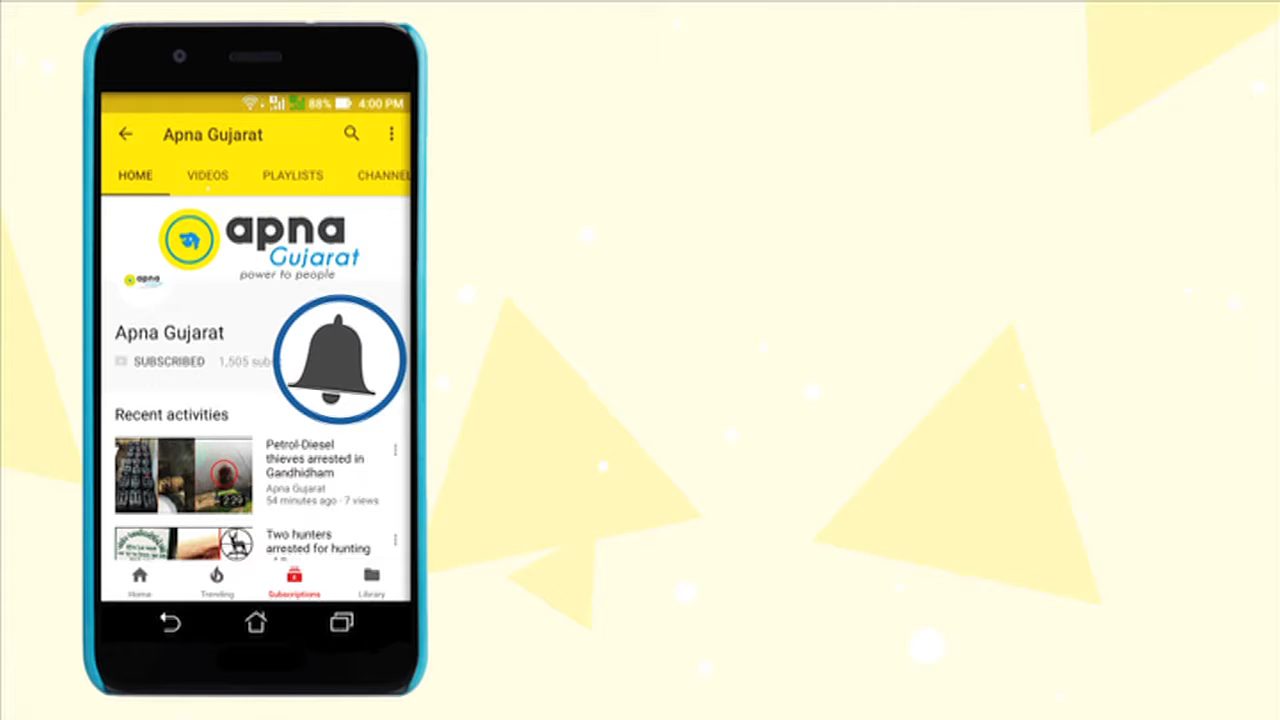 88% 4:00 PM
Apna Gujarat
HOME VIDEOS PLAYLISTS CHANNEL
apna
Gujarat
power to people
apna
Apna Gujarat
SUBSCRIBED 1,505 subs
Recent activities
Petrol-Diesel
thieves arrested in
Gandhidham
Apna Gujarat
54 minutes ago · 7 views
2:29
Two hunters
arrested for hunting
Home Trending Subscriptions Library